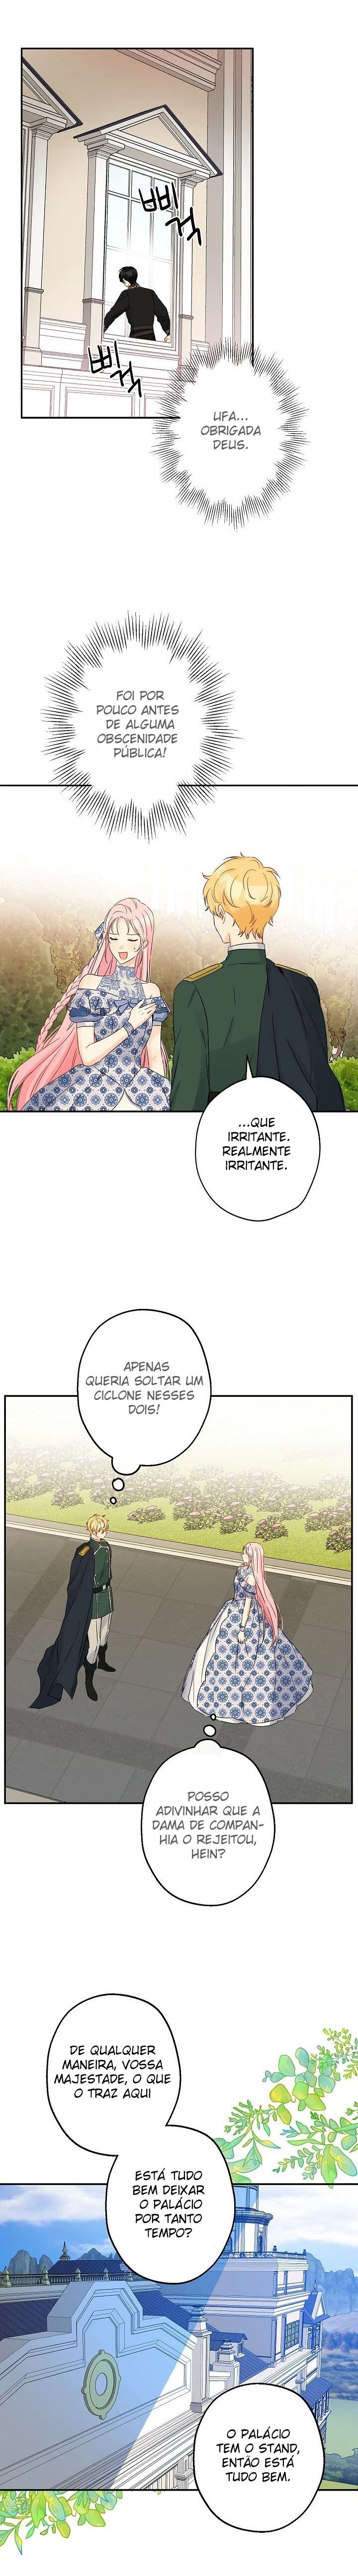 삐
걱
삐
걱
UFA...
OBRIGADA
DEUS.
FOI POR
POUCO ANTES
DE ALGUMA
OBSCENIDADE
PÚBLICA!
...QUE
IRRITANTE.
REALMENTE
IRRITANTE.
APENAS
QUERIA SOLTAR UM
CICLONE NESSES
DOIS!
POSSO
ADIVINHAR QUE A
DAMA DE COMPAN-
HIA O REJEITOU,
HEIN?
DE QUALQUER
MANEIRA, VOSSA
MAJESTADE, O QUE
O TRAZ AQUI
ESTÁ TUDO
BEM DEIXAR
O PALÁCIO
POR TANTO
TEMPO?
O PALÁCIO
TEM O STAND,
ENTÃO ESTÁ
TUDO BEM.